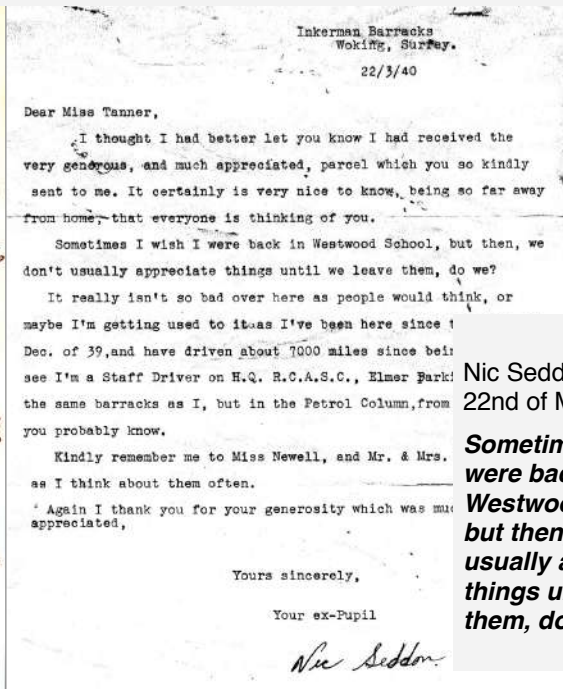 Inkerman Barracks
Woking, Surrey.
22/3/40
Dear Miss Tanner,
I thought I had better let you know I had received the
very generous, and much appreciated, parcel which you so kindly
sent to me. It certainly is very nice to know, being so far away
from home, that everyone is thinking of you.
Sometimes I wish I were back in Westwood School, but then, we
don't usually appreciate things until we leave them, do we?
It really isn't so bad over here as people would think, or
maybe I'm getting used to it as I've been here since
Dec. of 39,and have driven about 7000 miles since
see I'm a Staff Driver on H.Q. R.C.A.S.C., Elmer
the same barracks as I, but in the Petrol Column,from
you probably know.
Kindly remember me to Miss Newell, and Mr. & Mrs.
as I think about them often.
Again I thank you for your generosity which was
appreciated,
Yours sincerely,
Your ex-Pupil
Nic Seddon.
Nic Sedd
22nd of M
Sometim
were bac
Westwoo
but then
usually a
things u
them, do